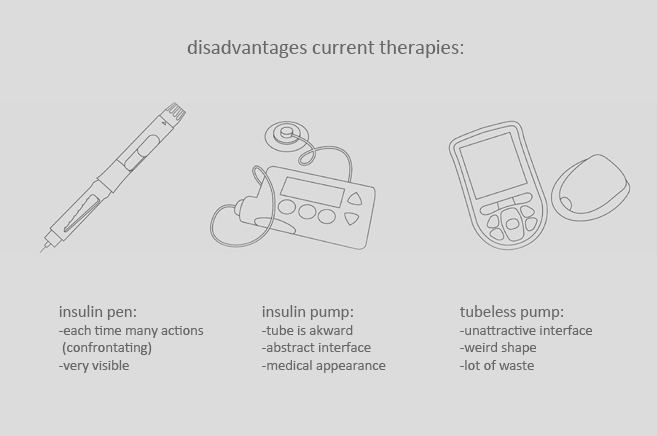 disadvantages current therapies:
insulin pen:
-each time many actions
(confrontating)
-very visible
insulin pump:
-tube is akward
-abstract interface
-medical appearance
tubeless pump:
-unattractive interface
-weird shape
-lot of waste